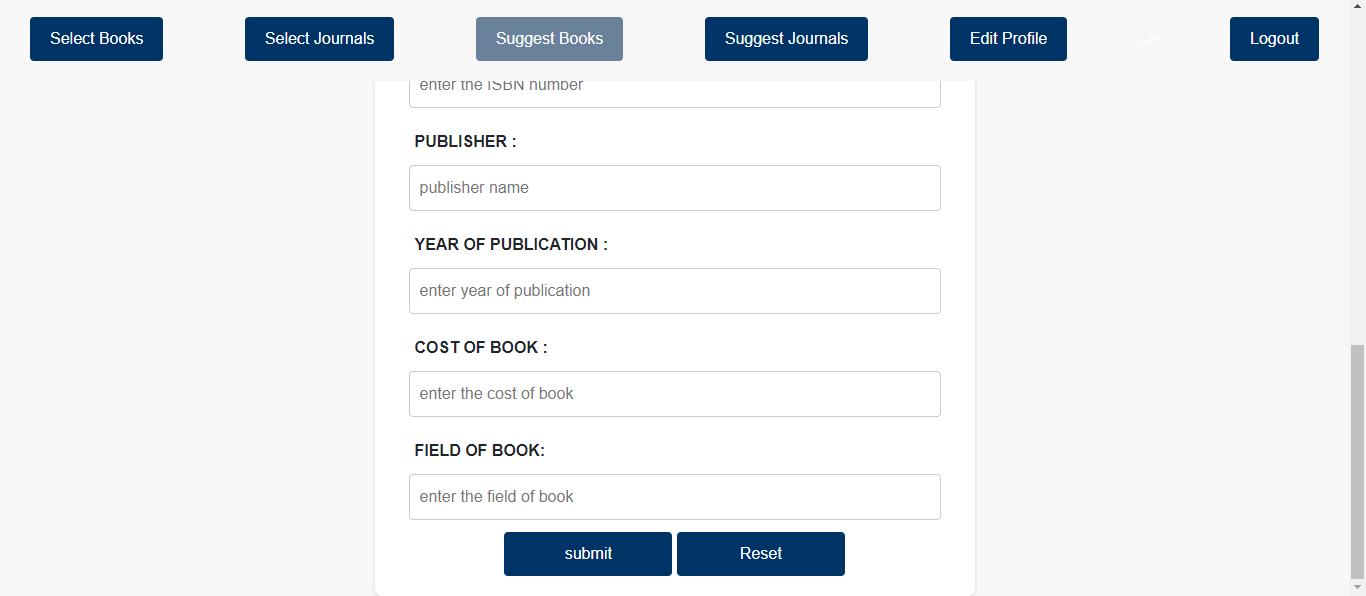 Select Books Select Journals Suggest Books Suggest Journals Edit Profile --> Logout
enter the ISBN number
PUBLISHER :
publisher name
YEAR OF PUBLICATION :
enter year of publication
COST OF BOOK :
enter the cost of book
FIELD OF BOOK:
enter the field of book
submit Reset